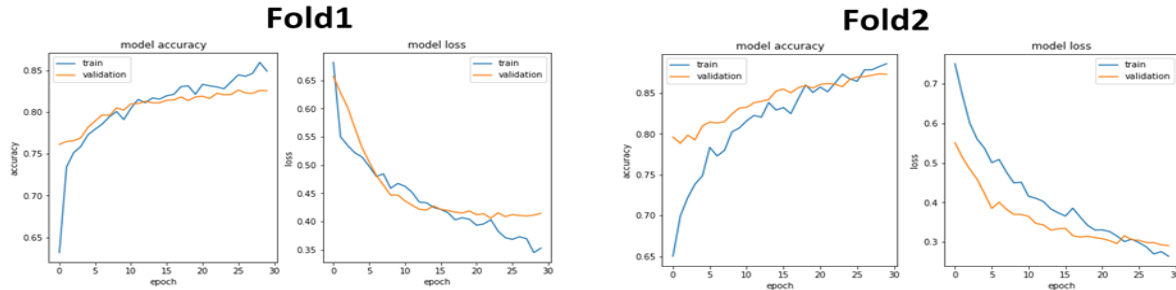 Fold1
model accuracy
train
validation
0.85
0.80
0.75
0.70
0.65
accuracy
0 5 10 15 20 25 30
epoch
model loss
train
validation
0.65
0.60
0.55
0.50
0.45
0.40
0.35
loss
0 5 10 15 20 25 30
epoch
Fold2
model accuracy
train
validation
0.85
0.80
0.75
0.70
0.65
accuracy
0 5 10 15 20 25 30
epoch
model loss
train
validation
0.7
0.6
0.5
0.4
0.3
loss
0 5 10 15 20 25 30
epoch